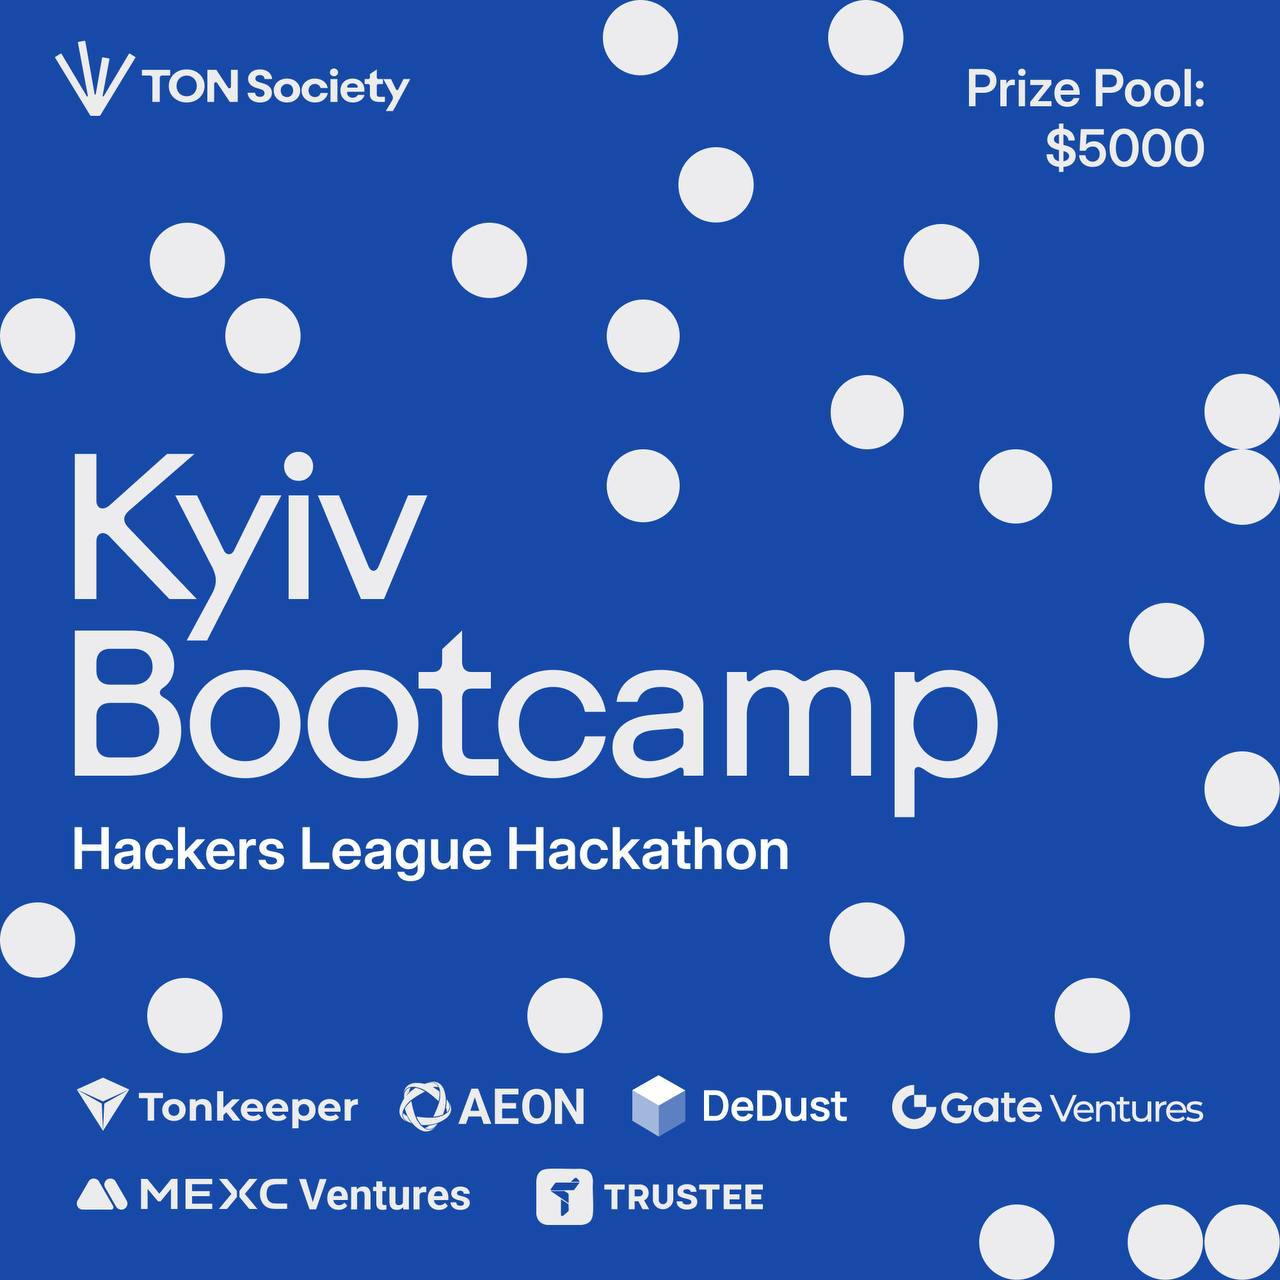 TON Society
Prize Pool:
$5000
Kyiv
Bootcamp
Hackers League Hackathon
Tonkeeper
AEON
DeDust
Gate Ventures
MEXC Ventures
TRUSTEE